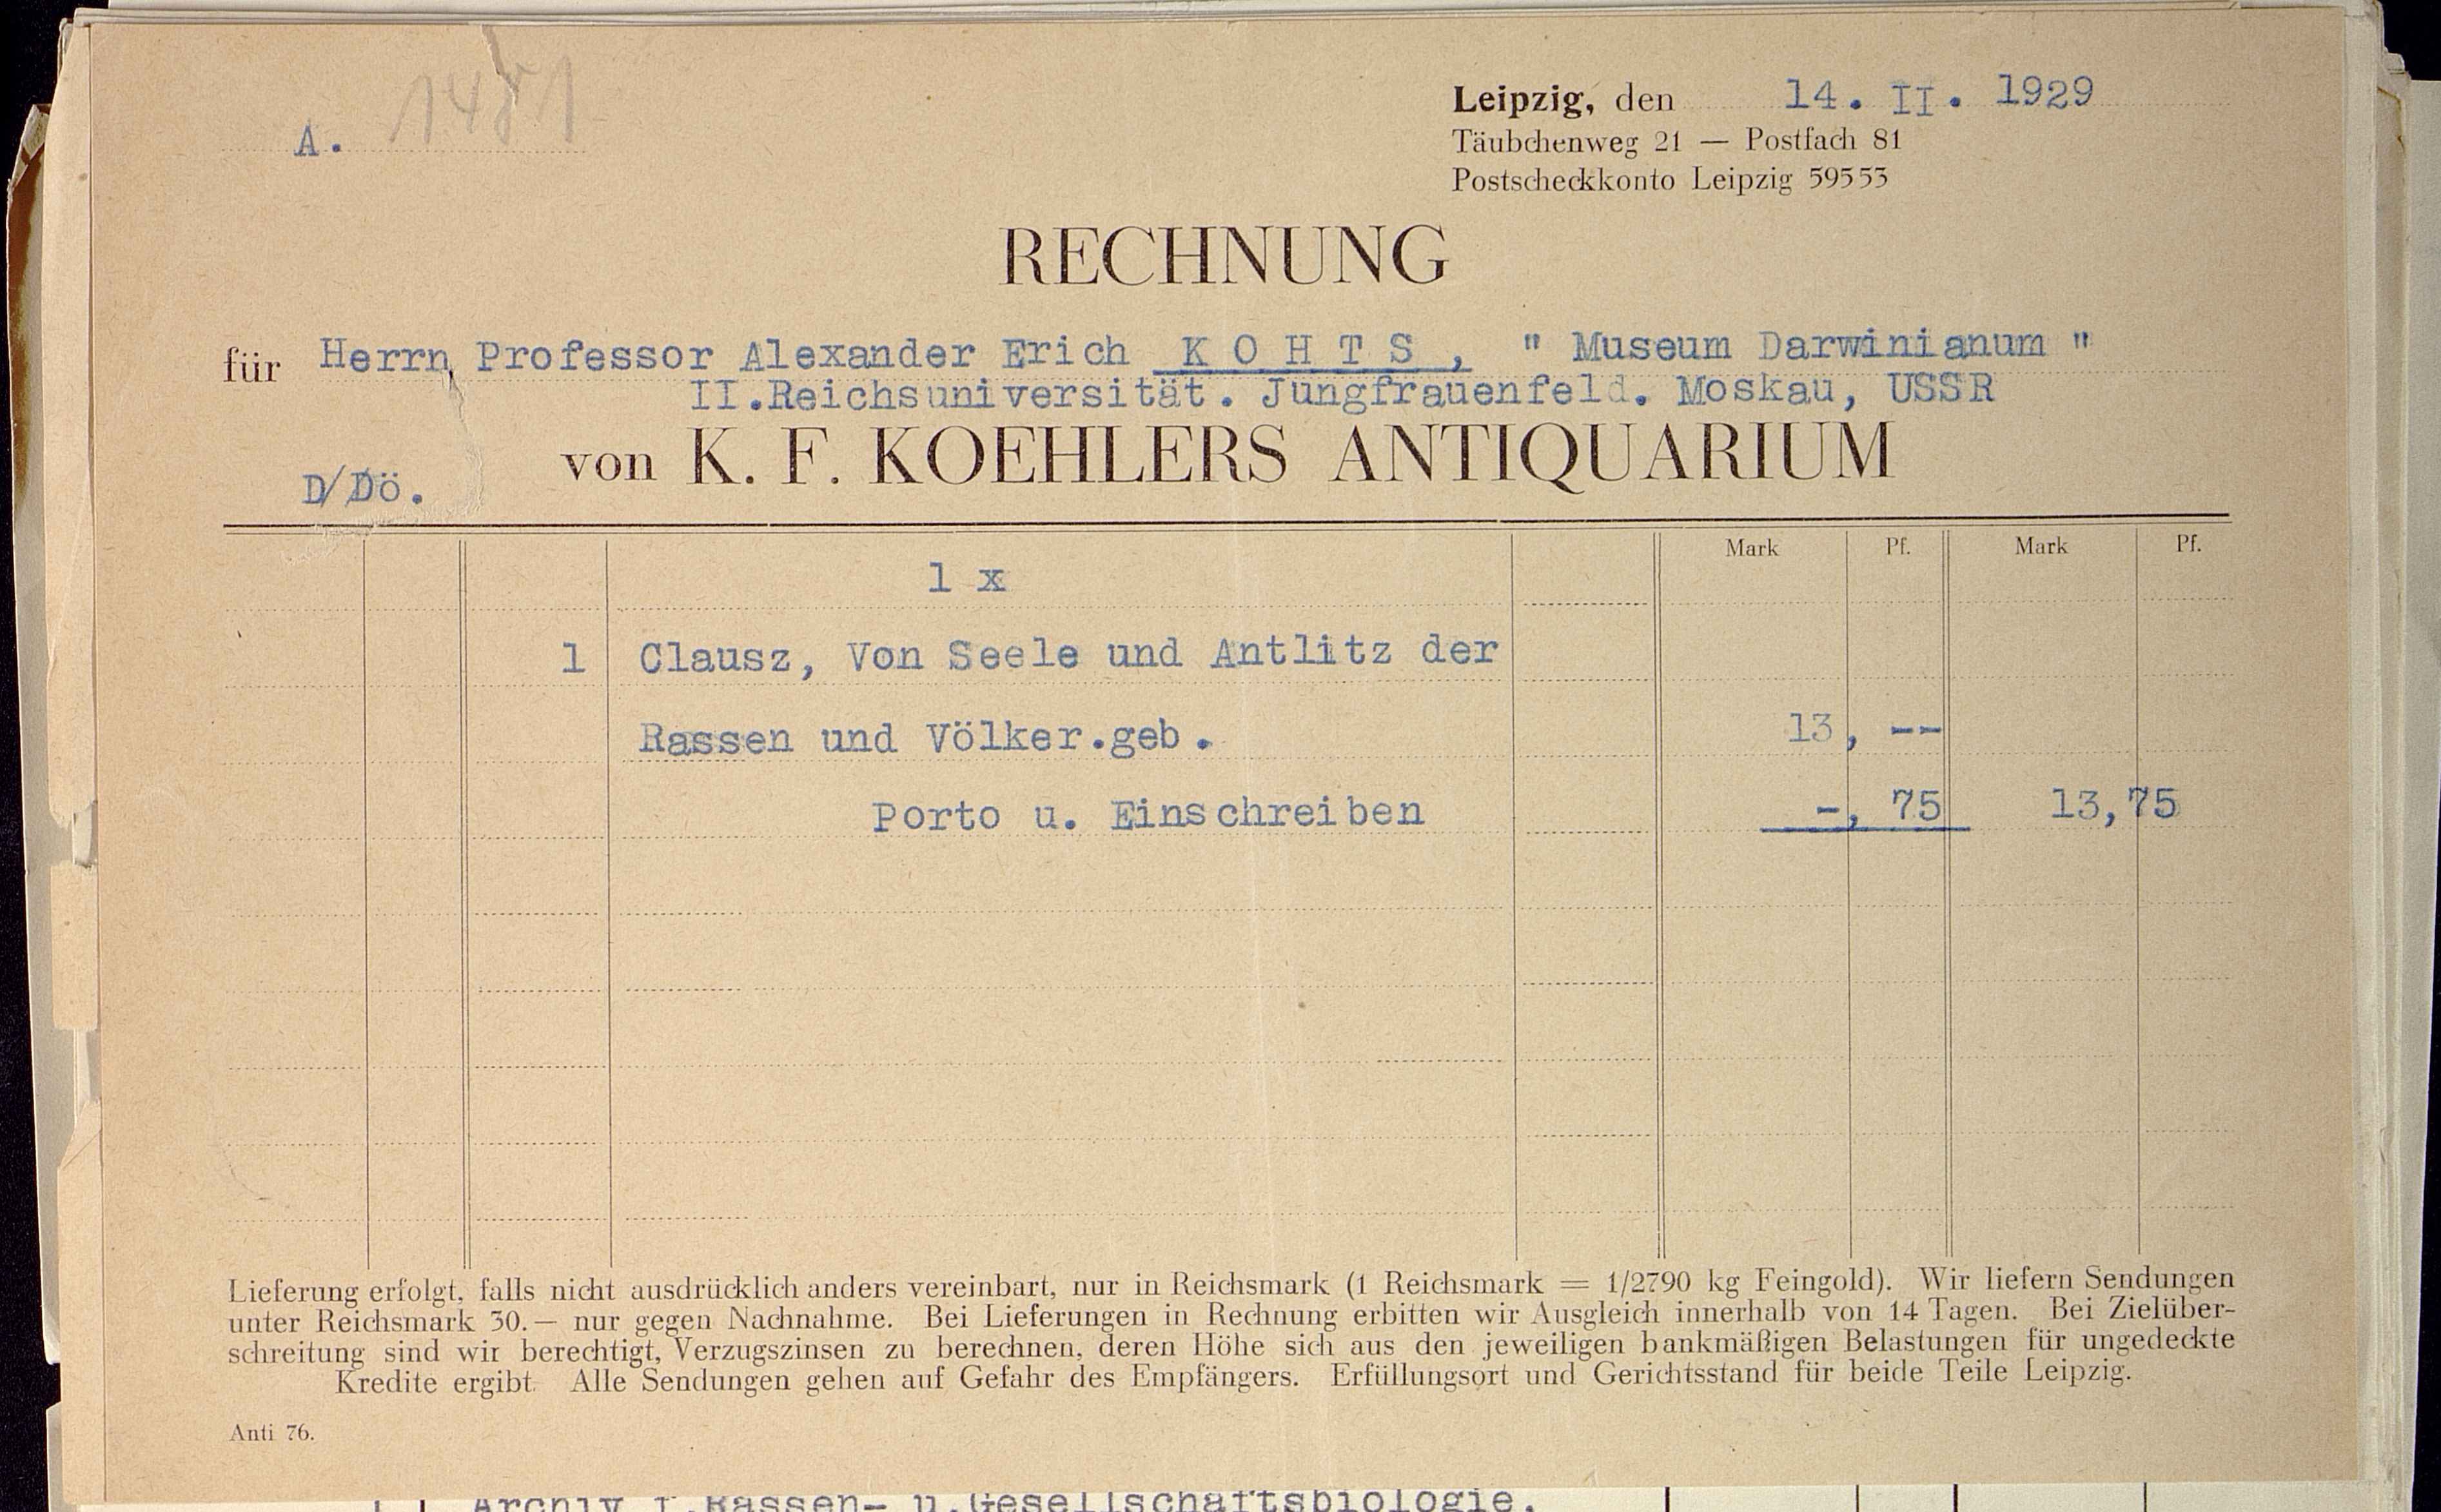 A. 1481
Leipzig, den 14. II. 1929
Täubchenweg 21 — Postfach 81
Postscheckkonto Leipzig 59553
RECHNUNG
für Herrn Professor Alexander Erich K O H T S , " Museum Darwinianum "
II.Reichsuniversität. Jungfrauenfeld. Moskau, USSR
von K. F. KOEHLERS ANTIQUARIUM
D/Dö.
Mark Pf. Mark Pf.
1 x
1 Clausz, Von Seele und Antlitz der
Rassen und Völker.geb. 13, --
Porto u. Einschreiben -, 75 13,75
Lieferung erfolgt, falls nicht ausdrücklich anders vereinbart, nur in Reichsmark (1 Reichsmark = 1/2790 kg Feingold). Wir liefern Sendungen
unter Reichsmark 30.— nur gegen Nachnahme. Bei Lieferungen in Rechnung erbitten wir Ausgleich innerhalb von 14 Tagen. Bei Zielüber-
schreitung sind wir berechtigt, Verzugszinsen zu berechnen, deren Höhe sich aus den jeweiligen bankmäßigen Belastungen für ungedeckte
Kredite ergibt. Alle Sendungen gehen auf Gefahr des Empfängers. Erfüllungsort und Gerichtsstand für beide Teile Leipzig.
Anti 76.
Archiv f.Rassen- u.Gesellschaftsbiologie.